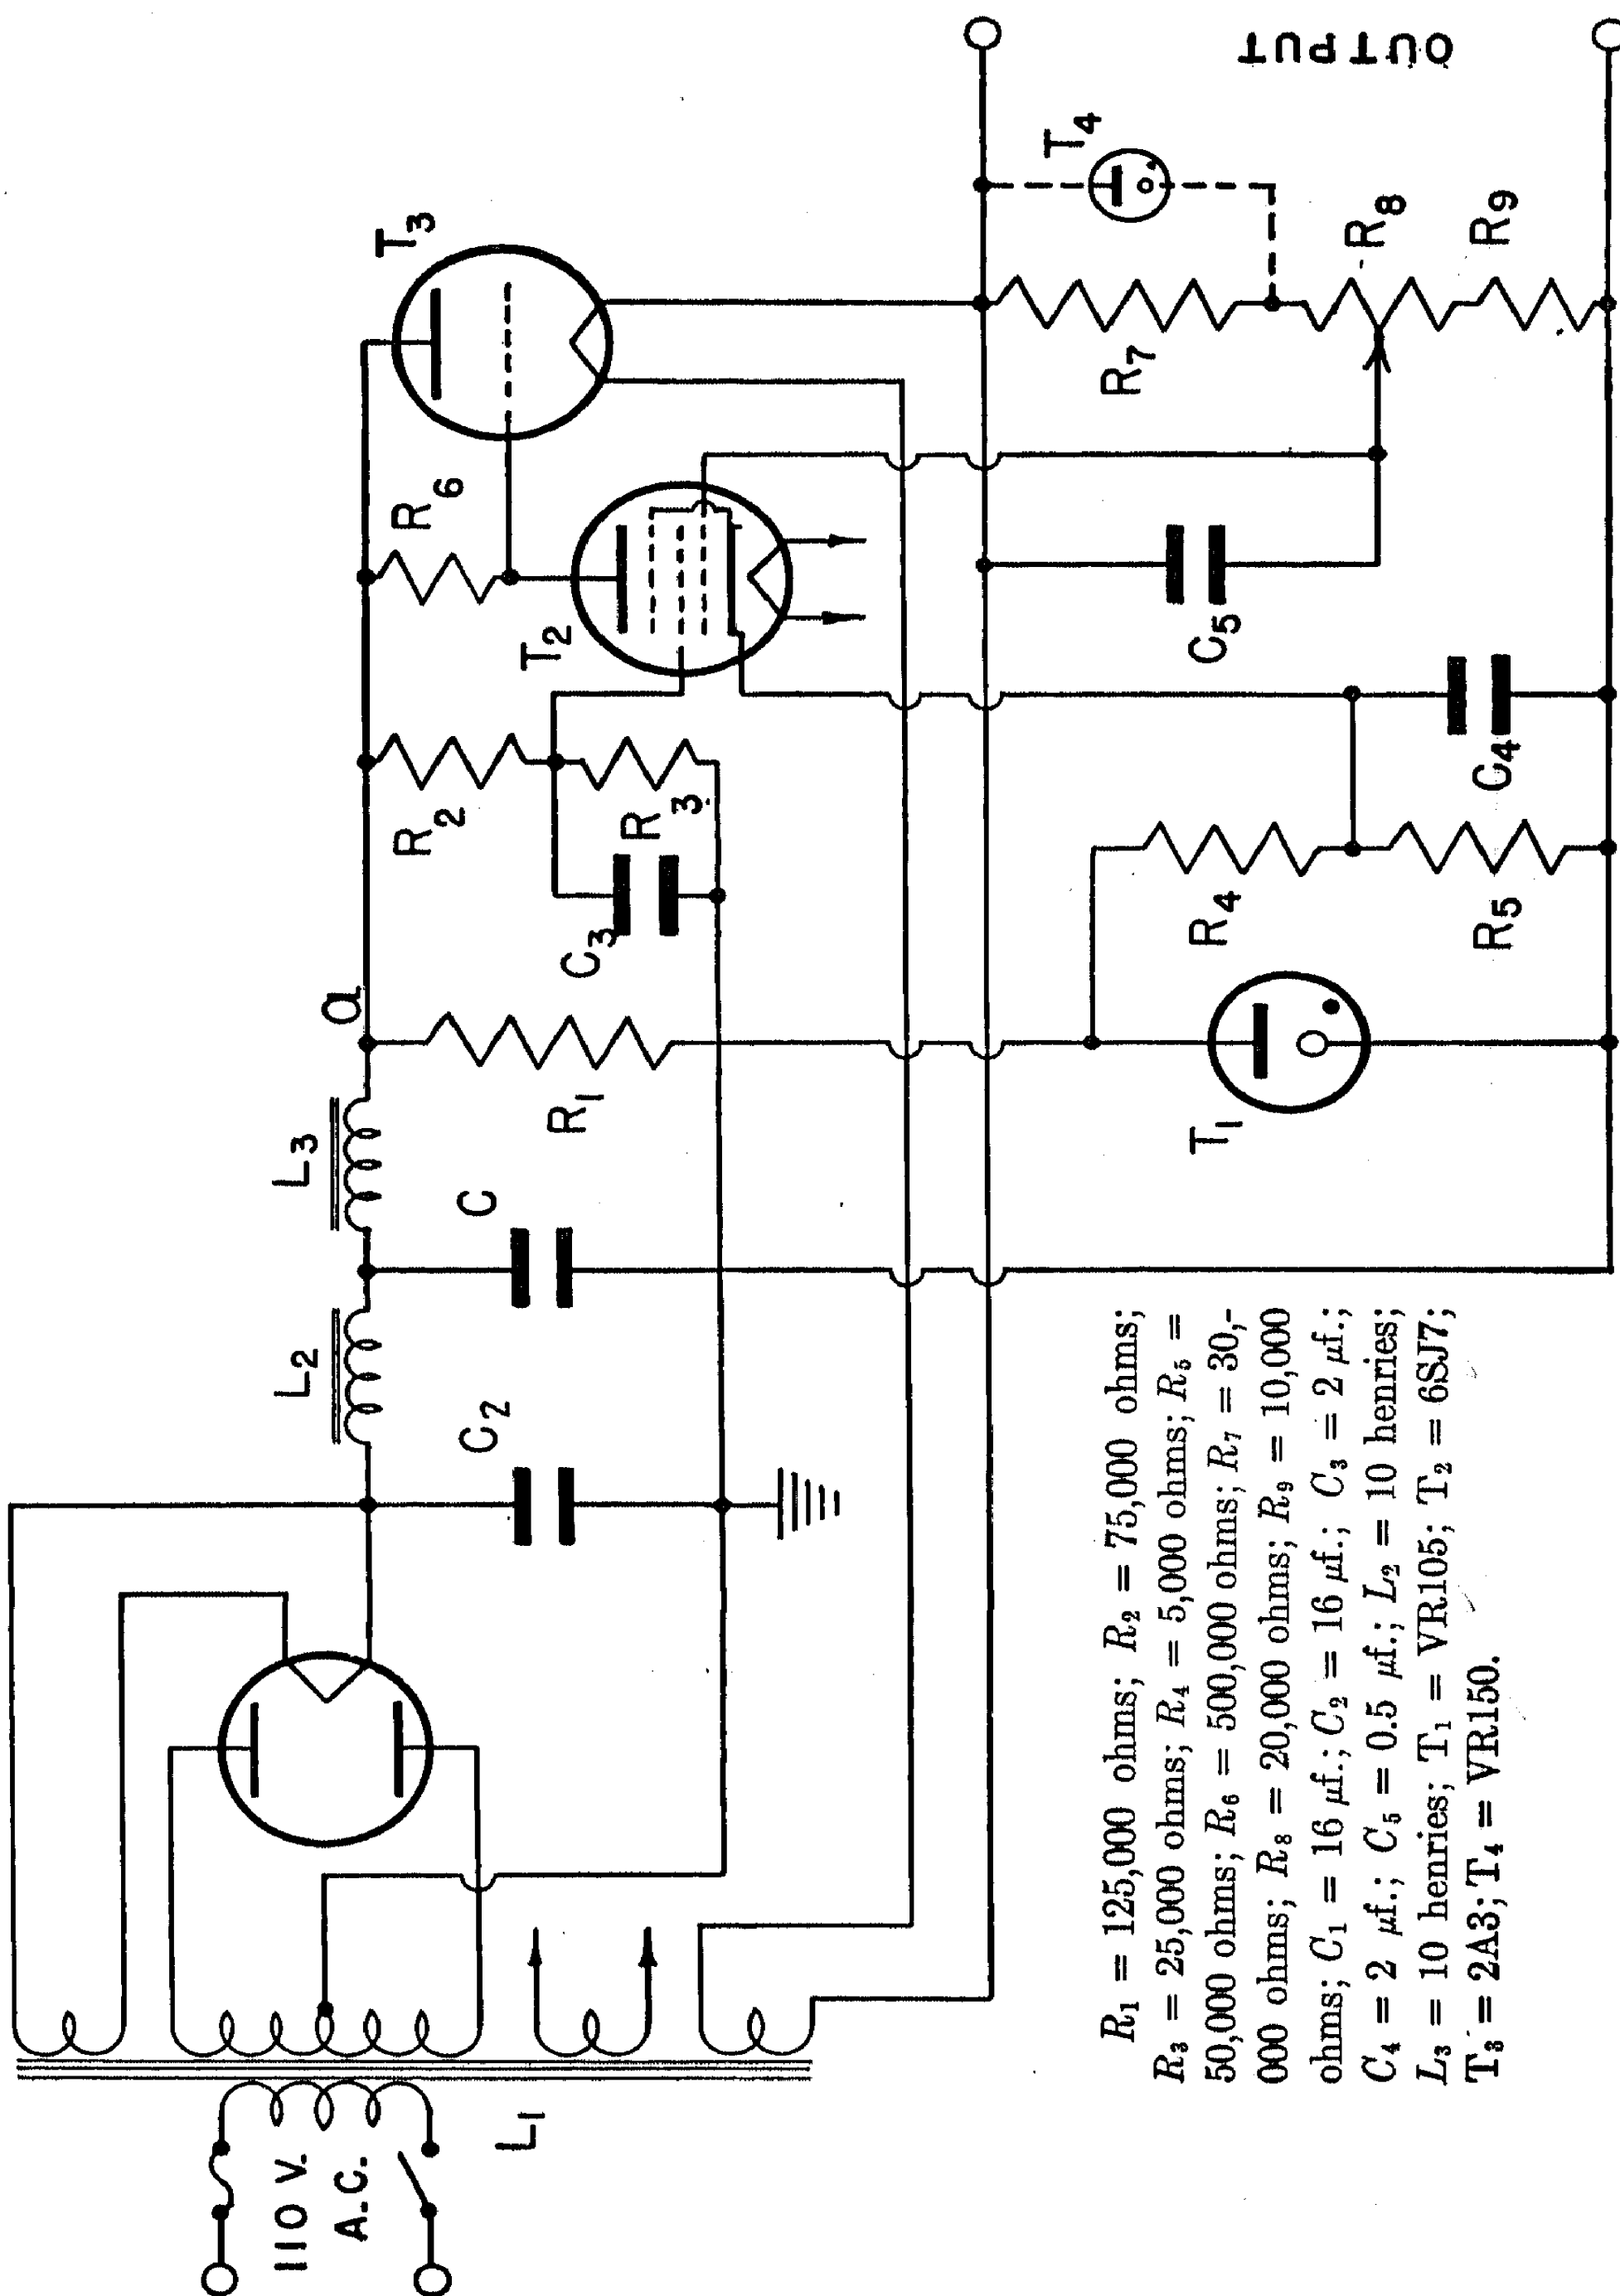 110 V.
A.C.
L1
L2
L3
C2
C
a
R1
R2
C3
R3
R6
T2
T3
T1
R4
R5
C4
C5
R7
T4
R8
R9
OUTPUT
R₁ = 125,000 ohms; R₂ = 75,000 ohms;
R₃ = 25,000 ohms; R₄ = 5,000 ohms; R₅ =
50,000 ohms; R₆ = 500,000 ohms; R₇ = 30,-
000 ohms; R₈ = 20,000 ohms; R₉ = 10,000
ohms; C₁ = 16 μf.; C₂ = 16 μf.; C₃ = 2 μf.;
C₄ = 2 μf.; C₅ = 0.5 μf.; L₂ = 10 henries;
L₃ = 10 henries; T₁ = VR105; T₂ = 6SJ7;
T₃ = 2A3; T₄ = VR150.